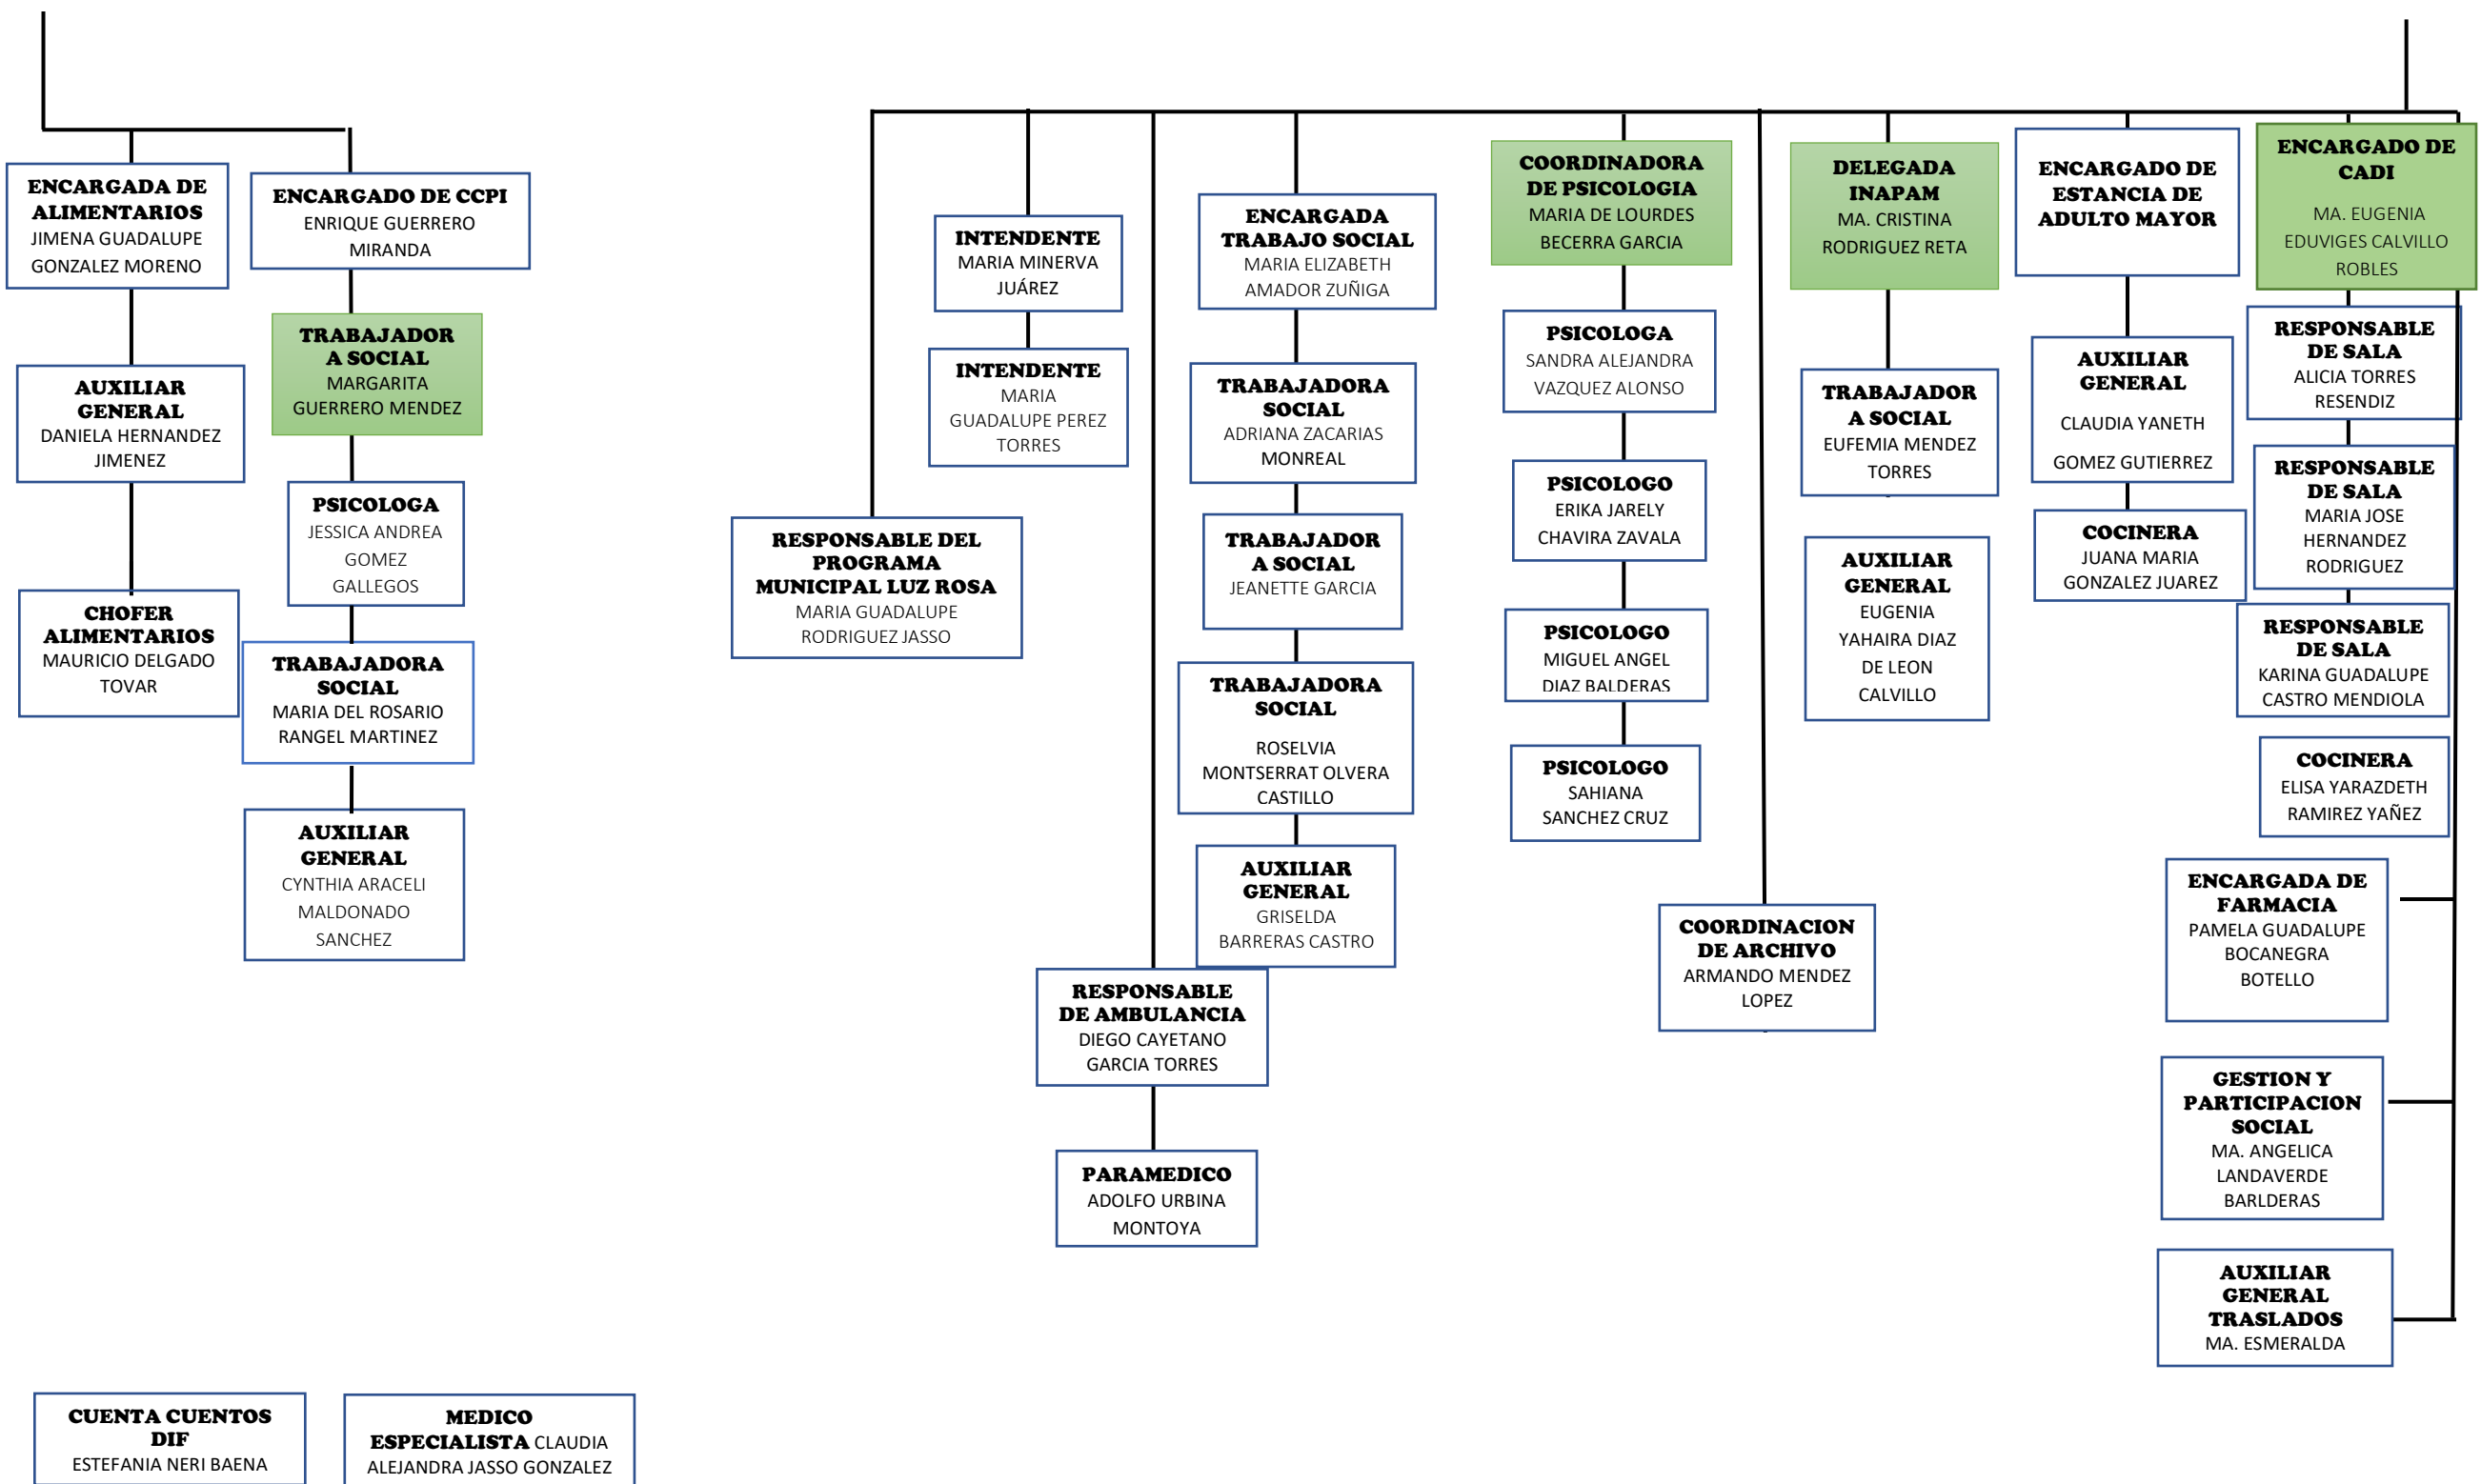 ENCARGADA DE
ALIMENTARIOS
JIMENA GUADALUPE
GONZALEZ MORENO
AUXILIAR
GENERAL
DANIELA HERNANDEZ
JIMENEZ
CHOFER
ALIMENTARIOS
MAURICIO DELGADO
TOVAR
ENCARGADO DE CCPI
ENRIQUE GUERRERO
MIRANDA
TRABAJADOR
A SOCIAL
MARGARITA
GUERRERO MENDEZ
PSICOLOGA
JESSICA ANDREA
GOMEZ
GALLEGOS
TRABAJADORA
SOCIAL
MARIA DEL ROSARIO
RANGEL MARTINEZ
AUXILIAR
GENERAL
CYNTHIA ARACELI
MALDONADO
SANCHEZ
RESPONSABLE DEL
PROGRAMA
MUNICIPAL LUZ ROSA
MARIA GUADALUPE
RODRIGUEZ JASSO
INTENDENTE
MARIA MINERVA
JUÁREZ
INTENDENTE
MARIA
GUADALUPE PEREZ
TORRES
RESPONSABLE
DE AMBULANCIA
DIEGO CAYETANO
GARCIA TORRES
PARAMEDICO
ADOLFO URBINA
MONTOYA
ENCARGADA
TRABAJO SOCIAL
MARIA ELIZABETH
AMADOR ZUÑIGA
TRABAJADORA
SOCIAL
ADRIANA ZACARIAS
MONREAL
TRABAJADOR
A SOCIAL
JEANETTE GARCIA
TRABAJADORA
SOCIAL
ROSELVIA
MONTSERRAT OLVERA
CASTILLO
AUXILIAR
GENERAL
GRISELDA
BARRERAS CASTRO
COORDINADORA
DE PSICOLOGIA
MARIA DE LOURDES
BECERRA GARCIA
PSICOLOGA
SANDRA ALEJANDRA
VAZQUEZ ALONSO
PSICOLOGO
ERIKA JARELY
CHAVIRA ZAVALA
PSICOLOGO
MIGUEL ANGEL
DIAZ BALDERAS
PSICOLOGO
SAHIANA
SANCHEZ CRUZ
COORDINACION
DE ARCHIVO
ARMANDO MENDEZ
LOPEZ
DELEGADA
INAPAM
MA. CRISTINA
RODRIGUEZ RETA
TRABAJADOR
A SOCIAL
EUFEMIA MENDEZ
TORRES
AUXILIAR
GENERAL
EUGENIA
YAHAIRA DIAZ
DE LEON
CALVILLO
ENCARGADO DE
ESTANCIA DE
ADULTO MAYOR
AUXILIAR
GENERAL
CLAUDIA YANETH
GOMEZ GUTIERREZ
COCINERA
JUANA MARIA
GONZALEZ JUAREZ
ENCARGADO DE
CADI
MA. EUGENIA
EDUVIGES CALVILLO
ROBLES
RESPONSABLE
DE SALA
ALICIA TORRES
RESENDIZ
RESPONSABLE
DE SALA
MARIA JOSE
HERNANDEZ
RODRIGUEZ
RESPONSABLE
DE SALA
KARINA GUADALUPE
CASTRO MENDIOLA
COCINERA
ELISA YARAZDETH
RAMIREZ YAÑEZ
ENCARGADA DE
FARMACIA
PAMELA GUADALUPE
BOCANEGRA
BOTELLO
GESTION Y
PARTICIPACION
SOCIAL
MA. ANGELICA
LANDAVERDE
BARLDERAS
AUXILIAR
GENERAL
TRASLADOS
MA. ESMERALDA
CUENTA CUENTOS
DIF
ESTEFANIA NERI BAENA
MEDICO
ESPECIALISTA CLAUDIA
ALEJANDRA JASSO GONZALEZ